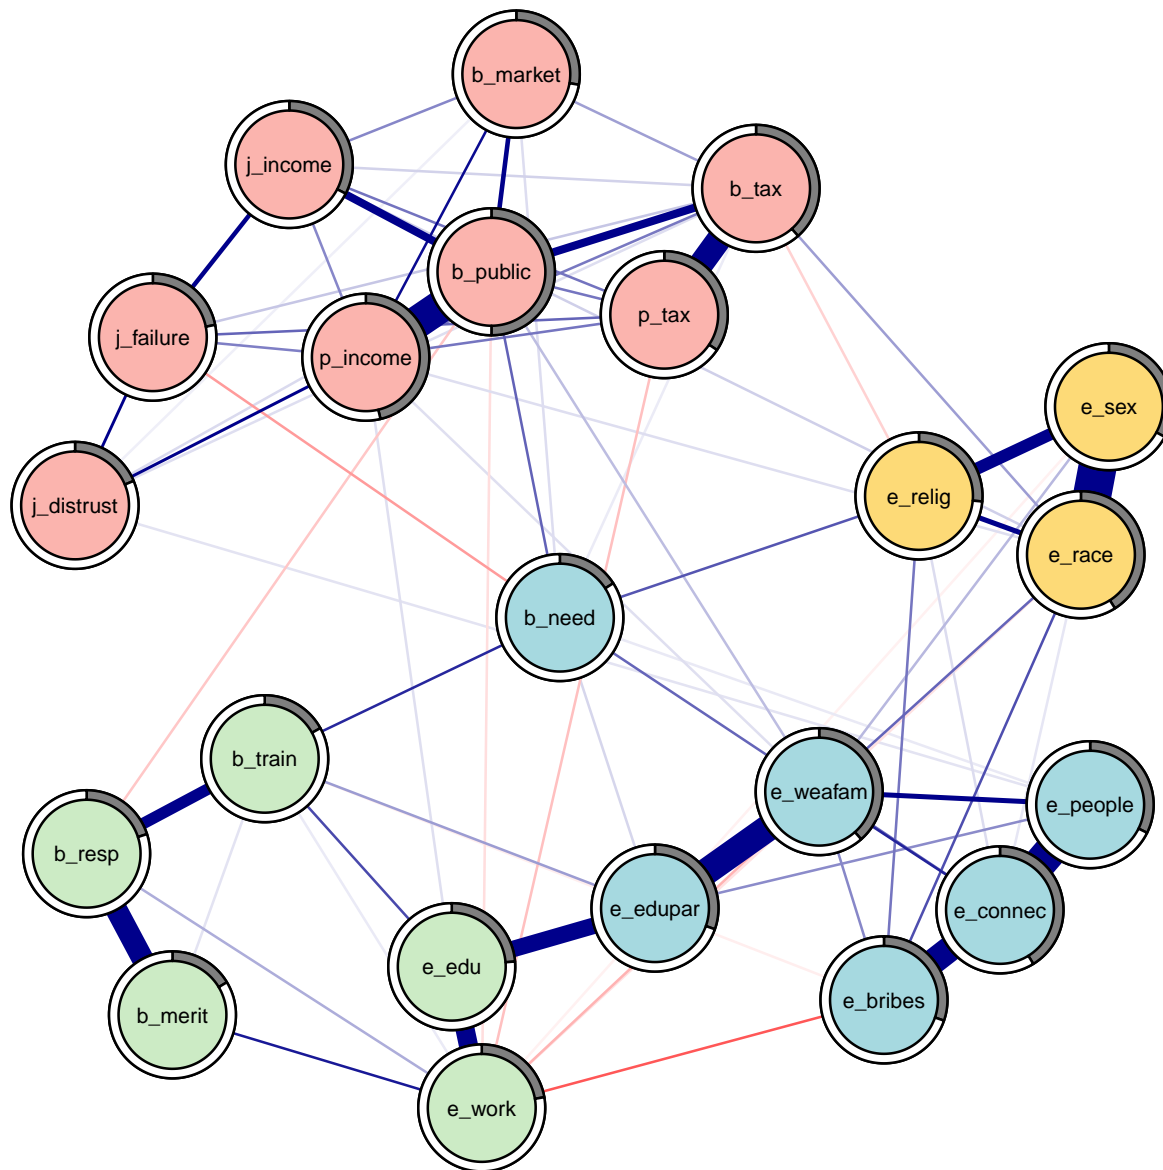 b_market
j_income
b_tax
b_public
p_tax
j_failure
p_income
e_sex
e_relig
j_distrust
e_race
b_need
b_train
e_weafam
e_people
b_resp
e_edupar
e_connec
e_edu
e_bribes
b_merit
e_work